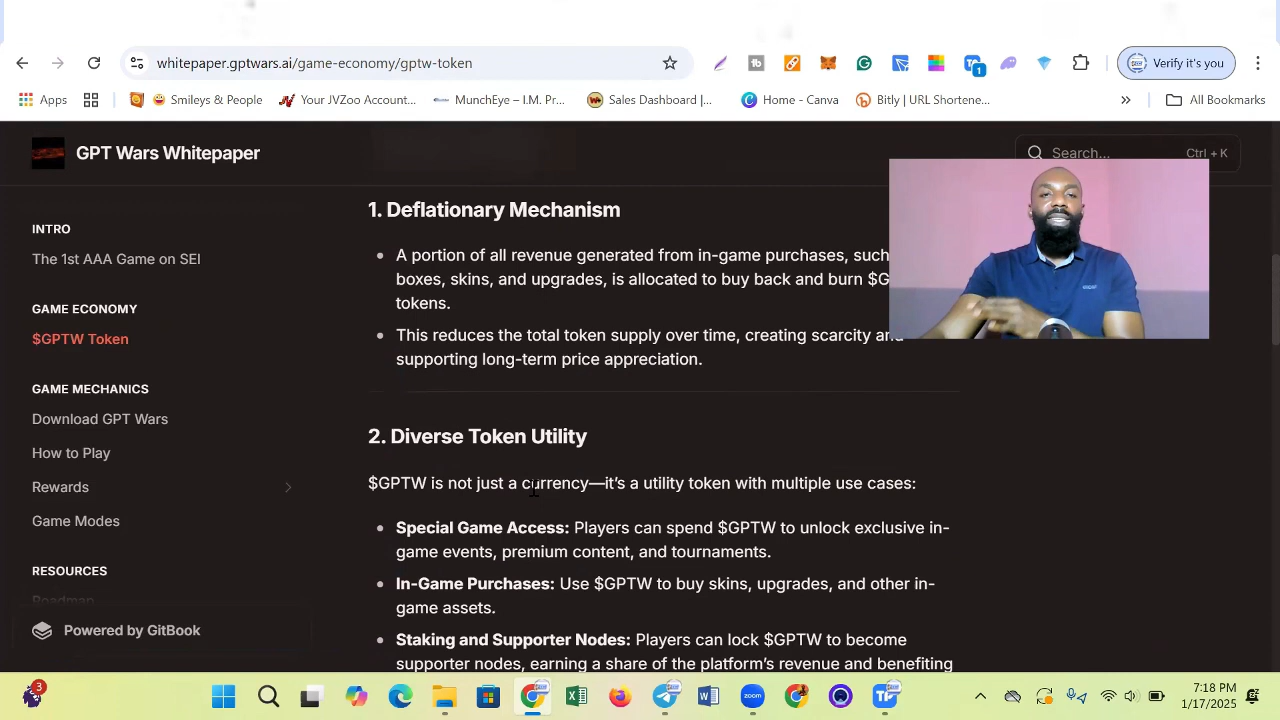 whitepaper.gptwars.ai/game-economy/gptw-token
1
Verify it's you
Apps
Smileys & People
Your JVZoo Account...
MunchEye – I.M. Pr...
Sales Dashboard |...
Home - Canva
Bitly | URL Shortene...
»
All Bookmarks
GPT Wars Whitepaper
Search...
Ctrl + K
INTRO
The 1st AAA Game on SEI
GAME ECONOMY
$GPTW Token
GAME MECHANICS
Download GPT Wars
How to Play
Rewards
Game Modes
RESOURCES
Roadmap
Powered by GitBook
1. Deflationary Mechanism
A portion of all revenue generated from in-game purchases, such
boxes, skins, and upgrades, is allocated to buy back and burn
tokens.
This reduces the total token supply over time, creating scarcity and
supporting long-term price appreciation.
2. Diverse Token Utility
$GPTW is not just a currency—it's a utility token with multiple use cases:
Special Game Access: Players can spend $GPTW to unlock exclusive in-
game events, premium content, and tournaments.
In-Game Purchases: Use $GPTW to buy skins, upgrades, and other in-
game assets.
Staking and Supporter Nodes: Players can lock $GPTW to become
supporter nodes, earning a share of the platform's revenue and benefiting
3
zoom
7:18 PM
1/17/2025